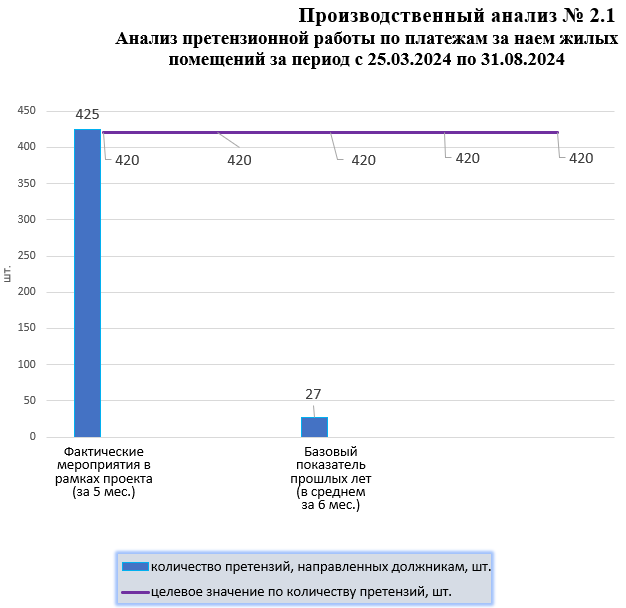 Производственный анализ № 2.1
Анализ претензионной работы по платежам за наем жилых
помещений за период с 25.03.2024 по 31.08.2024
450
400
350
300
250
200
150
100
50
0
шт.
425
420
420
420
420
420
27
Фактические
мероприятия в
рамках проекта
(за 5 мес.)
Базовый
показатель
прошлых лет
(в среднем
за 6 мес.)
количество претензий, направленных должникам, шт.
целевое значение по количеству претензий, шт.